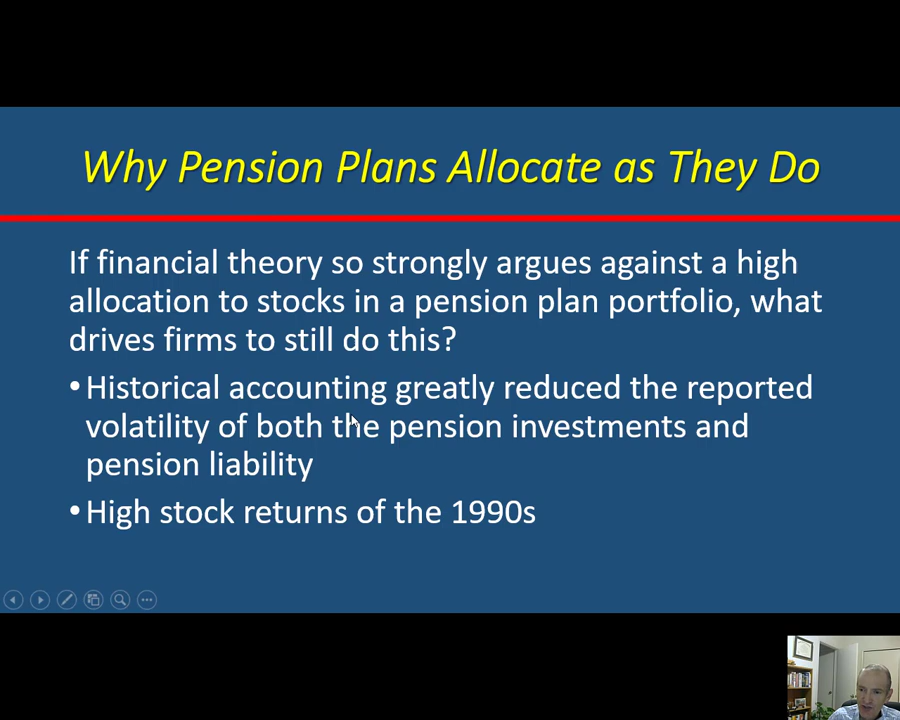 Why Pension Plans Allocate as They Do
If financial theory so strongly argues against a high
allocation to stocks in a pension plan portfolio, what
drives firms to still do this?
•Historical accounting greatly reduced the reported
volatility of both the pension investments and
pension liability
•High stock returns of the 1990s